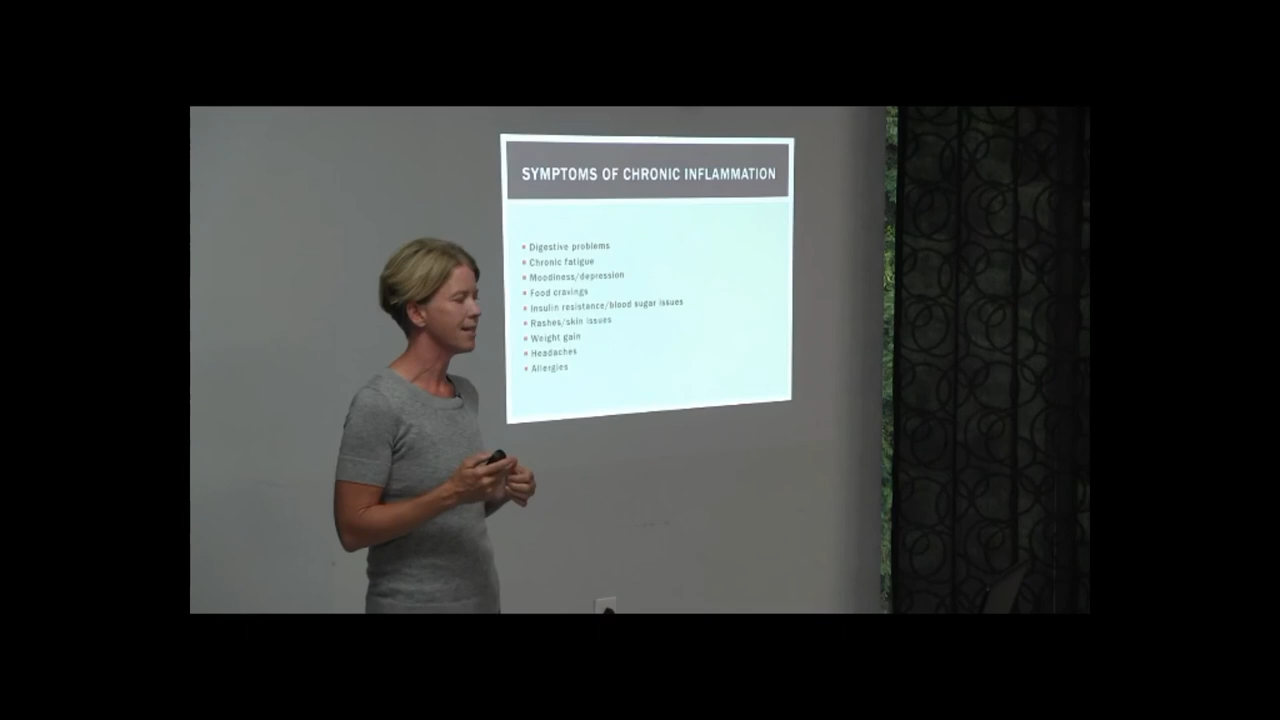 SYMPTOMS OF CHRONIC INFLAMMATION
Digestive problems
Chronic fatigue
Moodiness/depression
Food cravings
Insulin resistance/blood sugar issues
Rashes/skin issues
Weight gain
Headaches
Allergies